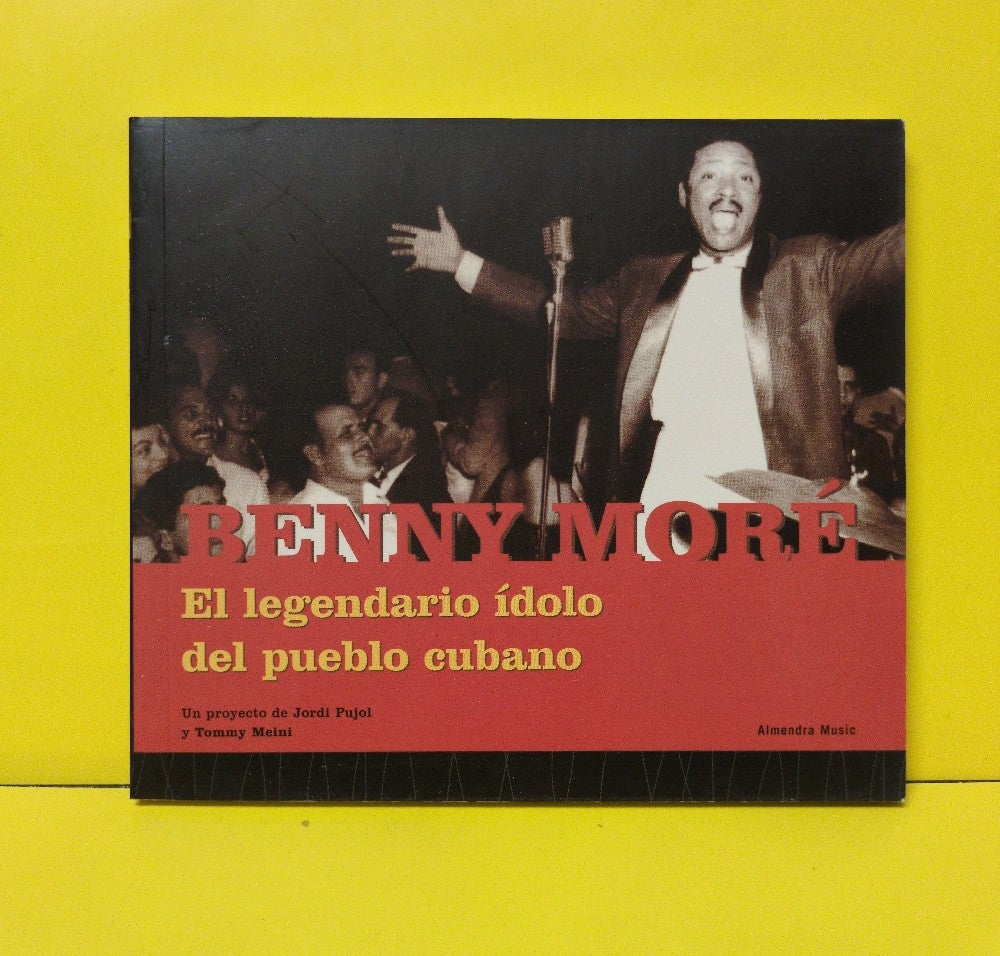 BENNY MORÉ
El legendario ídolo
del pueblo cubano
Un proyecto de Jordi Pujol
y Tommy Meini
Almendra Music